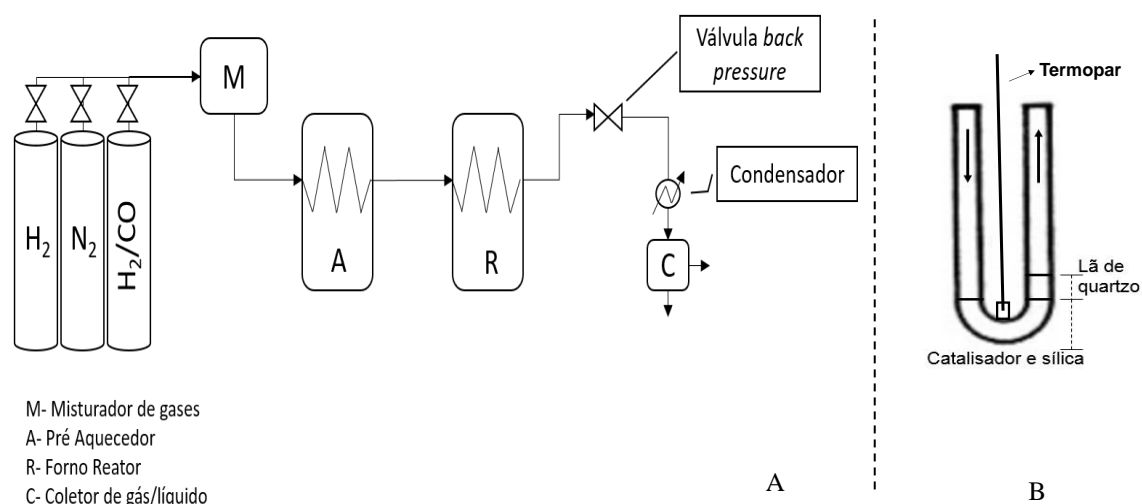 H2
N2
H2/CO
M
A
R
Válvula back
pressure
Condensador
C
M- Misturador de gases
A- Pré Aquecedor
R- Forno Reator
C- Coletor de gás/líquido
A
Termopar
Lã de
quartzo
Catalisador e sílica
B